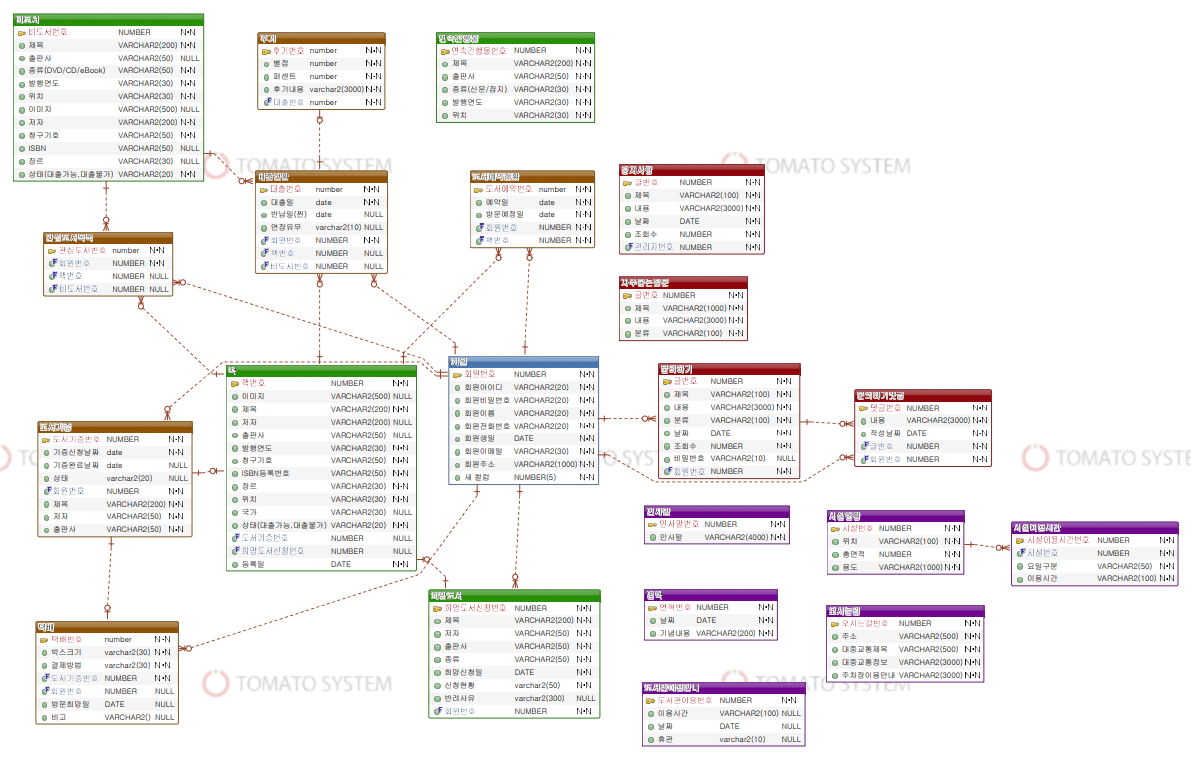 비도서
비도서번호 NUMBER N·N
제목 VARCHAR2(200) N·N
출판사 VARCHAR2(50) NULL
종류(DVD/CD/eBook) VARCHAR2(50) N·N
발행연도 VARCHAR2(30) N·N
위치 VARCHAR2(30) N·N
이미지 VARCHAR2(500) NULL
저자 VARCHAR2(200) N·N
청구기호 VARCHAR2(50) N·N
ISBN VARCHAR2(50) NULL
장르 VARCHAR2(30) N·N
상태(대출가능,대출불가) VARCHAR2(20) N·N
후기
후기번호 number N·N
별점 number N·N
퍼센트 number N·N
후기내용 varchar2(3000) N·N
대출번호 number N·N
연속간행물
연속간행물번호 NUMBER N·N
제목 VARCHAR2(200) N·N
출판사 VARCHAR2(50) N·N
종류(신문/잡지) VARCHAR2(30) N·N
발행연도 VARCHAR2(30) N·N
위치 VARCHAR2(30) N·N
TOMATO SYSTEM
TOMATO SYSTEM
대출현황
대출번호 number N·N
대출일 date N·N
반납일(찐) date NULL
연장유무 varchar2(10) NULL
회원번호 NUMBER N·N
책번호 NUMBER NULL
비도서번호 NUMBER NULL
도서예약현황
도서예약번호 number N·N
예약일 date N·N
방문예정일 date N·N
회원번호 NUMBER N·N
책번호 NUMBER N·N
공지사항
글번호 NUMBER N·N
제목 VARCHAR2(100) N·N
내용 VARCHAR2(3000) N·N
날짜 DATE N·N
조회수 NUMBER N·N
관리자번호 NUMBER N·N
관심도서목록
관심도서번호 number N·N
회원번호 NUMBER N·N
책번호 NUMBER NULL
비도서번호 NUMBER NULL
자주묻는질문
글번호 NUMBER N·N
제목 VARCHAR2(1000) N·N
내용 VARCHAR2(3000) N·N
분류 VARCHAR2(100) N·N
책
책번호 NUMBER N·N
이미지 VARCHAR2(500) NULL
제목 VARCHAR2(200) N·N
저자 VARCHAR2(200) NULL
출판사 VARCHAR2(50) NULL
발행연도 VARCHAR2(30) N·N
청구기호 VARCHAR2(50) N·N
ISBN등록번호 VARCHAR2(50) N·N
장르 VARCHAR2(30) N·N
위치 VARCHAR2(30) N·N
국가 VARCHAR2(30) NULL
상태(대출가능,대출불가) VARCHAR2(20) N·N
도서기증번호 NUMBER NULL
희망도서신청번호 NUMBER NULL
등록일 DATE N·N
회원
회원번호 NUMBER N·N
회원아이디 VARCHAR2(20) N·N
회원비밀번호 VARCHAR2(20) N·N
회원이름 VARCHAR2(20) N·N
회원전화번호 VARCHAR2(20) N·N
회원생일 DATE N·N
회원이메일 VARCHAR2(30) N·N
회원주소 VARCHAR2(1000) N·N
새 컬럼 NUMBER(5) N·N
문의하기
글번호 NUMBER N·N
제목 VARCHAR2(100) N·N
내용 VARCHAR2(3000) N·N
분류 VARCHAR2(100) N·N
날짜 DATE N·N
조회수 NUMBER N·N
비밀번호 VARCHAR2(10) NULL
회원번호 NUMBER N·N
문의하기댓글
댓글번호 NUMBER N·N
내용 VARCHAR2(3000) N·N
작성날짜 DATE N·N
글번호 NUMBER N·N
회원번호 NUMBER N·N
도서기증
도서기증번호 NUMBER N·N
기증신청날짜 date N·N
기증완료날짜 date NULL
상태 varchar2(20) NULL
회원번호 NUMBER N·N
제목 VARCHAR2(200) N·N
저자 VARCHAR2(50) N·N
출판사 VARCHAR2(50) N·N
TOMATO SYSTE
인사말
인사말번호 NUMBER N·N
인사말 VARCHAR2(4000) N·N
시설현황
시설번호 NUMBER N·N
위치 VARCHAR2(100) N·N
총면적 NUMBER N·N
용도 VARCHAR2(1000) N·N
시설이용시간
시설이용시간번호 NUMBER N·N
시설번호 NUMBER N·N
요일구분 VARCHAR2(50) N·N
이용시간 VARCHAR2(100) N·N
희망도서
희망도서신청번호 NUMBER N·N
제목 VARCHAR2(200) N·N
저자 VARCHAR2(50) N·N
출판사 VARCHAR2(50) N·N
종류 VARCHAR2(50) N·N
희망신청일 DATE N·N
신청현황 varchar2(50) N·N
반려사유 varchar2(300) NULL
회원번호 NUMBER N·N
연혁
연혁번호 NUMBER N·N
날짜 DATE N·N
기념내용 VARCHAR2(200) N·N
오시는길
오시는길번호 NUMBER N·N
주소 VARCHAR2(500) N·N
대중교통제목 VARCHAR2(500) N·N
대중교통정보 VARCHAR2(3000) N·N
주차장이용안내 VARCHAR2(3000) N·N
택배
택배번호 number N·N
박스크기 varchar2(30) N·N
결제방법 varchar2(30) N·N
도서기증번호 NUMBER N·N
회원번호 NUMBER NULL
방문희망일 DATE NULL
비고 VARCHAR2() NULL
TOMATO SYSTEM
TOMATO SYSTEM
도서관이용번호 NUMBER N·N
이용시간 VARCHAR2(100) NULL
날짜 DATE NULL
휴관 varchar2(10) NULL